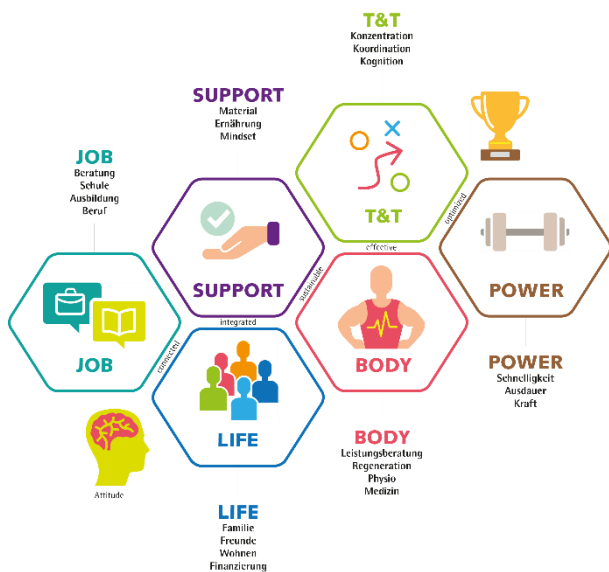 T&T
Konzentration
Koordination
Kognition
SUPPORT
Material
Ernährung
Mindset
JOB
Beratung
Schule
Ausbildung
Beruf
T&T
optimized
SUPPORT
effective
sustainable
POWER
integrated
JOB
connected
BODY
POWER
Schnelligkeit
Ausdauer
Kraft
LIFE
BODY
Leistungsberatung
Regeneration
Physio
Medizin
Attitude
LIFE
Familie
Freunde
Wohnen
Finanzierung